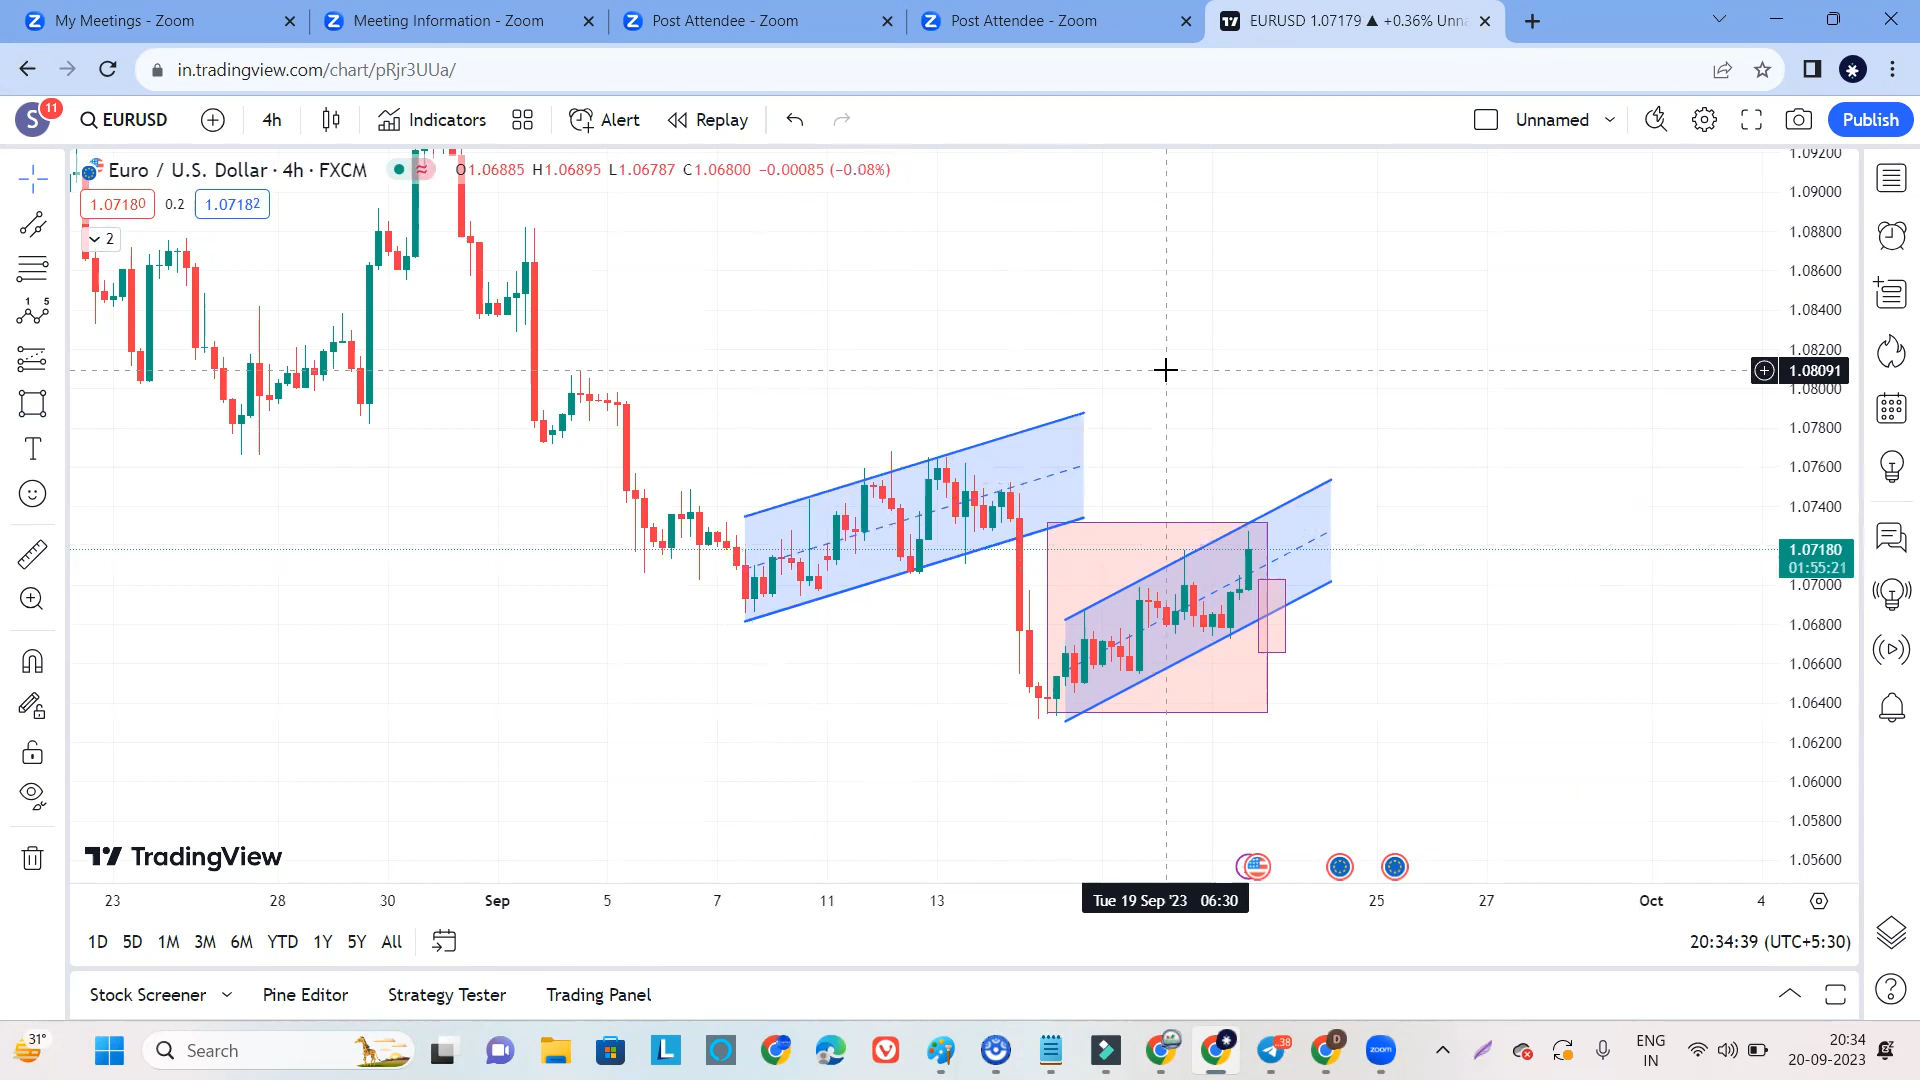 My Meetings - Zoom
Meeting Information - Zoom
Post Attendee - Zoom
Post Attendee - Zoom
EURUSD 1.07179 ▲ +0.36% Unna
in.tradingview.com/chart/pRjr3UUa/
S
11
EURUSD
4h
Indicators
Alert
Replay
Unnamed
Publish
Euro / U.S. Dollar · 4h · FXCM
O1.06885 H1.06895 L1.06787 C1.06800 −0.00085 (−0.08%)
1.07180
0.2
1.07182
2
1.09200
1.09000
1.08800
1.08600
1.08400
1.08200
1.08091
1.08000
1.07800
1.07600
1.07400
1.07180
01:55:21
1.07000
1.06800
1.06600
1.06400
1.06200
1.06000
1.05800
1.05600
TradingView
23
28
30
Sep
5
7
11
13
Tue 19 Sep '23 06:30
25
27
Oct
4
1D 5D 1M 3M 6M YTD 1Y 5Y All
20:34:39 (UTC+5:30)
Stock Screener
Pine Editor
Strategy Tester
Trading Panel
31°
Search
L
38
D
zoom
ENG
IN
20:34
20-09-2023